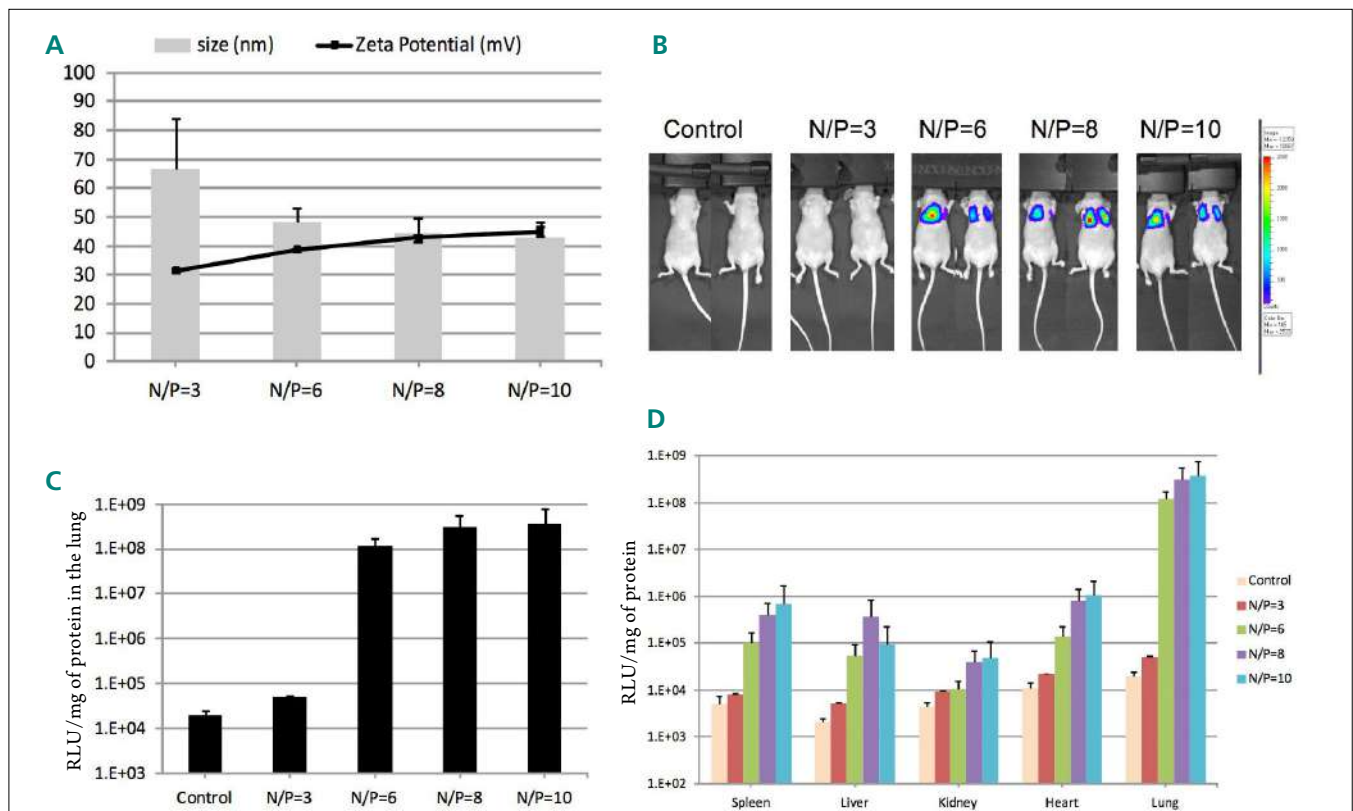 A
size (nm) Zeta Potential (mV)
100
90
80
70
60
50
40
30
20
10
0
N/P=3 N/P=6 N/P=8 N/P=10
B
Control N/P=3 N/P=6 N/P=8 N/P=10
Image
C
RLU/mg of protein in the lung
1.E+09
1.E+08
1.E+07
1.E+06
1.E+05
1.E+04
1.E+03
Control N/P=3 N/P=6 N/P=8 N/P=10
D
RLU/mg of protein
1.E+09
1.E+08
1.E+07
1.E+06
1.E+05
1.E+04
1.E+03
1.E+02
Spleen Liver Kidney Heart Lung
Control
N/P=3
N/P=6
N/P=8
N/P=10